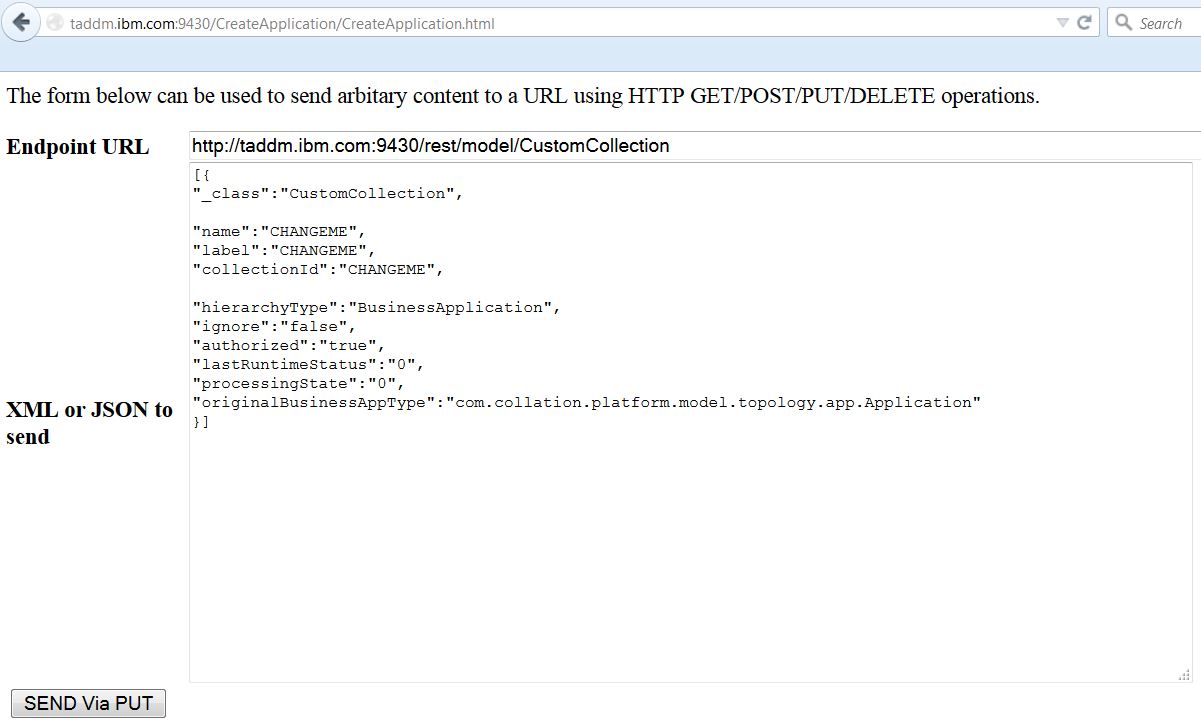 taddm.ibm.com:9430/CreateApplication/CreateApplication.html
Search
The form below can be used to send arbitary content to a URL using HTTP GET/POST/PUT/DELETE operations.
Endpoint URL
http://taddm.ibm.com:9430/rest/model/CustomCollection
XML or JSON to
send
[{
"_class":"CustomCollection",
"name":"CHANGEME",
"label":"CHANGEME",
"collectionId":"CHANGEME",
"hierarchyType":"BusinessApplication",
"ignore":"false",
"authorized":"true",
"lastRuntimeStatus":"0",
"processingState":"0",
"originalBusinessAppType":"com.collation.platform.model.topology.app.Application"
}]
SEND Via PUT